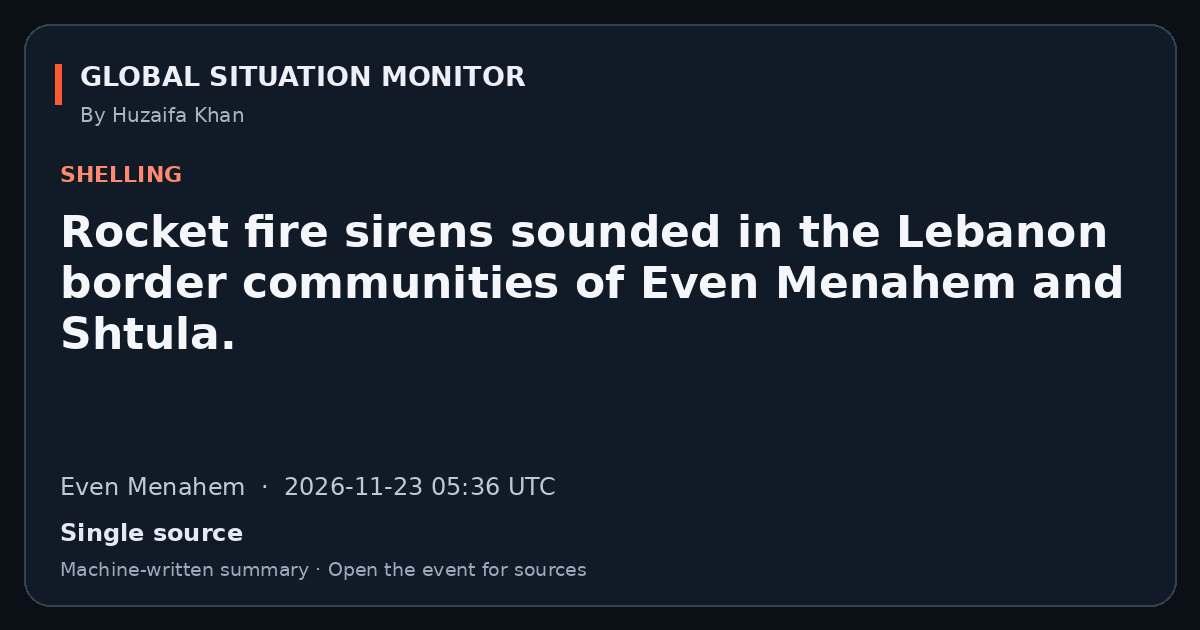 GLOBAL SITUATION MONITOR
By Huzaifa Khan
SHELLING
Rocket fire sirens sounded in the Lebanon
border communities of Even Menahem and
Shtula.
Even Menahem · 2026-11-23 05:36 UTC
Single source
Machine-written summary · Open the event for sources